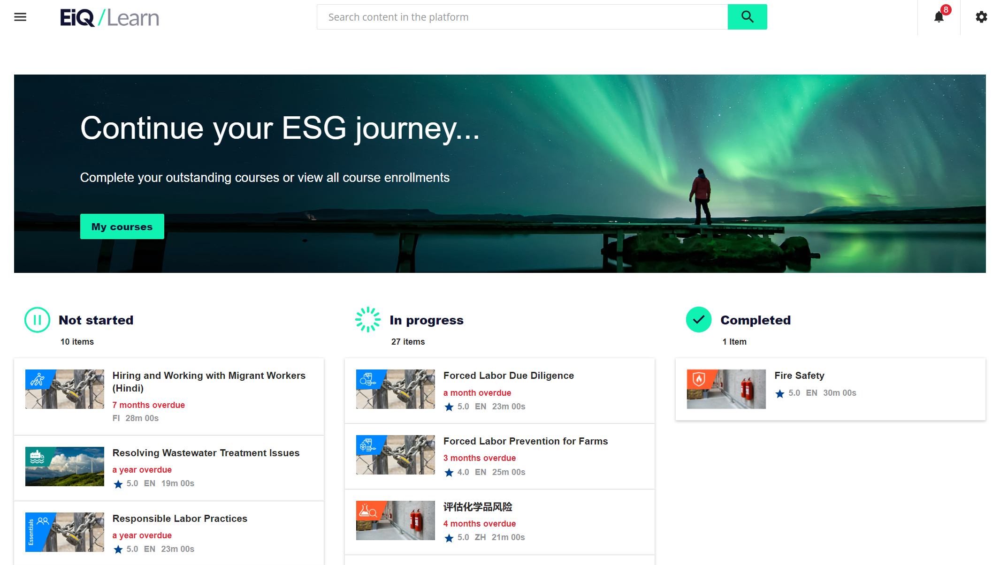 EiQ/Learn
Search content in the platform
8
Continue your ESG journey...
Complete your outstanding courses or view all course enrollments
My courses
Not started
10 items
Hiring and Working with Migrant Workers
(Hindi)
7 months overdue
FI 28m 00s
Resolving Wastewater Treatment Issues
a year overdue
5.0 EN 19m 00s
Essentials
Responsible Labor Practices
a year overdue
5.0 EN 23m 00s
In progress
27 items
Forced Labor Due Diligence
a month overdue
5.0 EN 23m 00s
Forced Labor Prevention for Farms
3 months overdue
4.0 EN 25m 00s
评估化学品风险
4 months overdue
5.0 ZH 21m 00s
Completed
1 Item
Fire Safety
5.0 EN 30m 00s